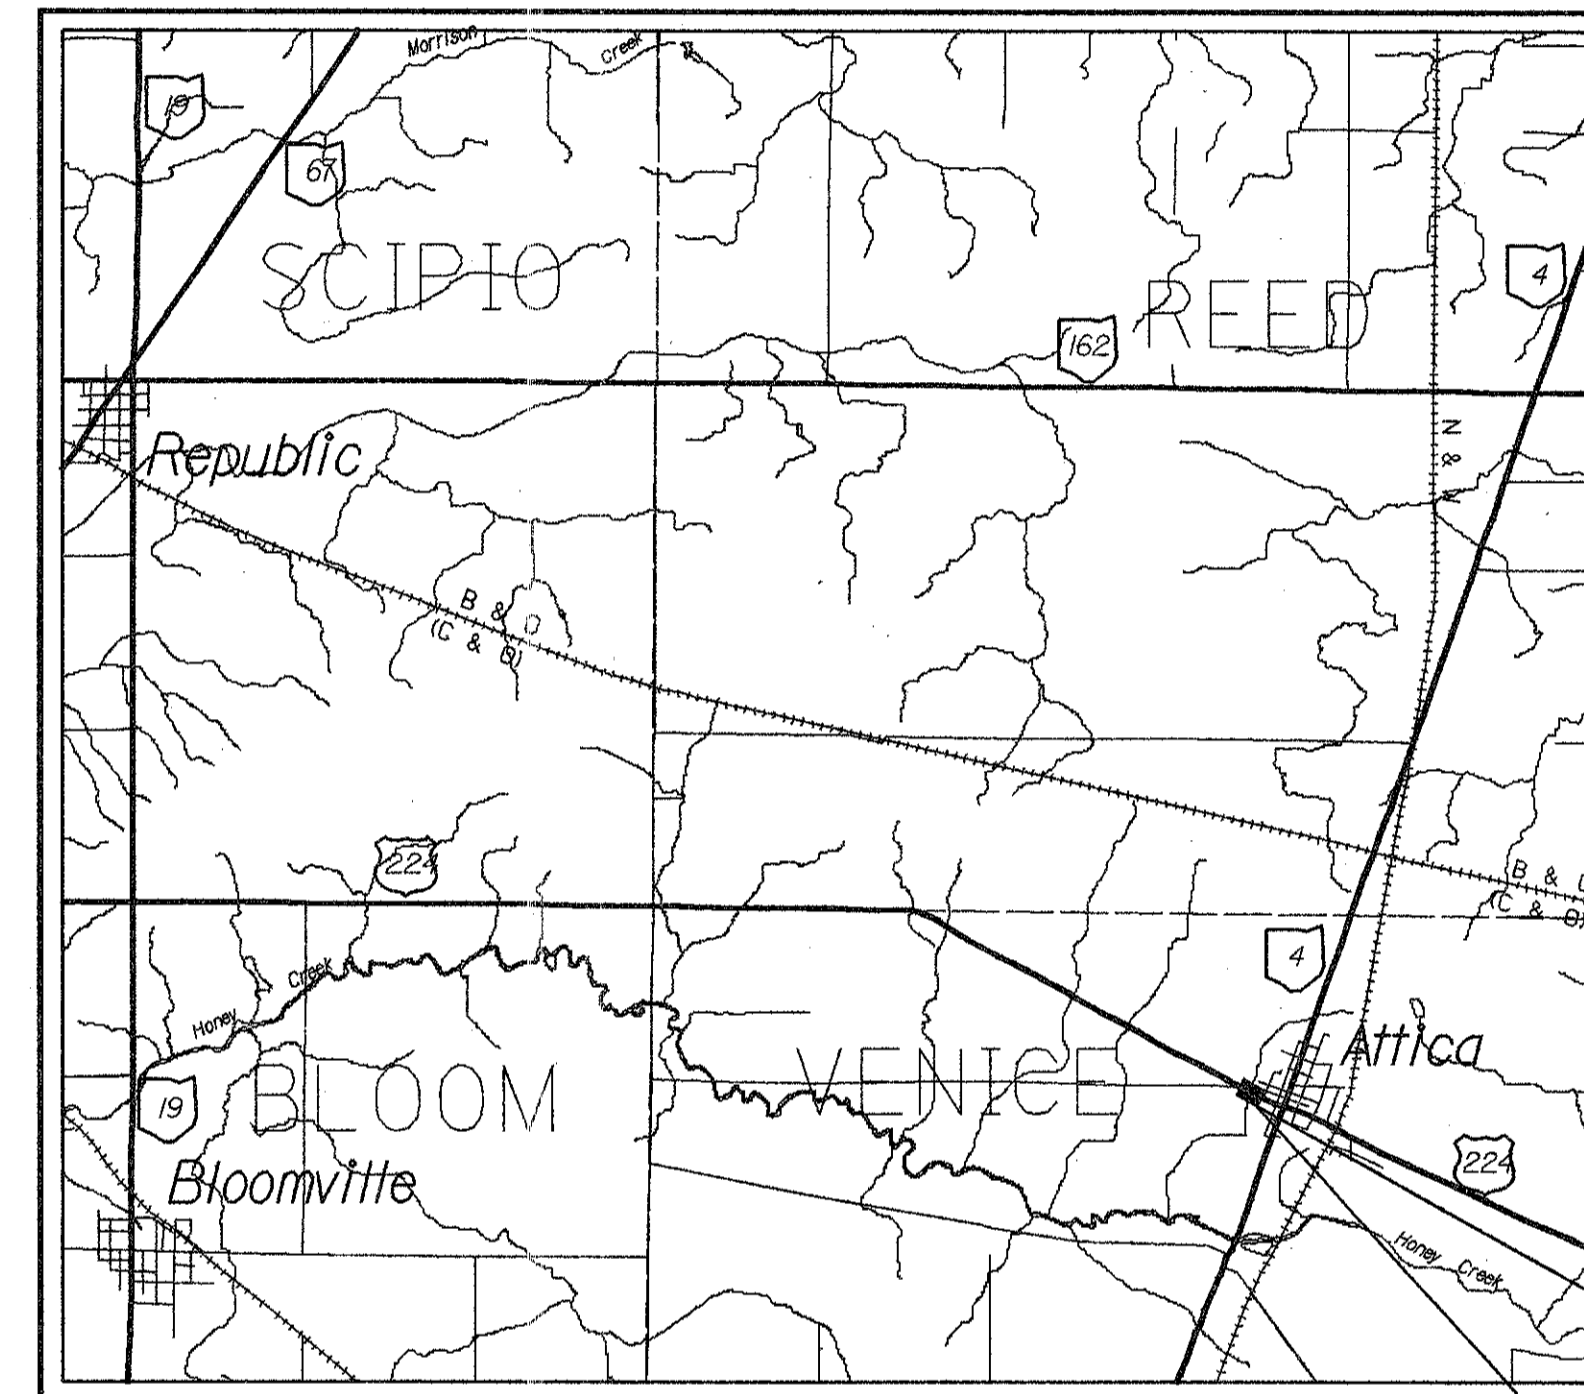 Morrison Creek
19
67
SCIPIO
REED
4
162
Republic
N & W
B & O
(C & O)
224
B & O
(C & O)
4
Honey Creek
Attica
19
BLOOM
VENICE
Bloomville
224
Honey Creek